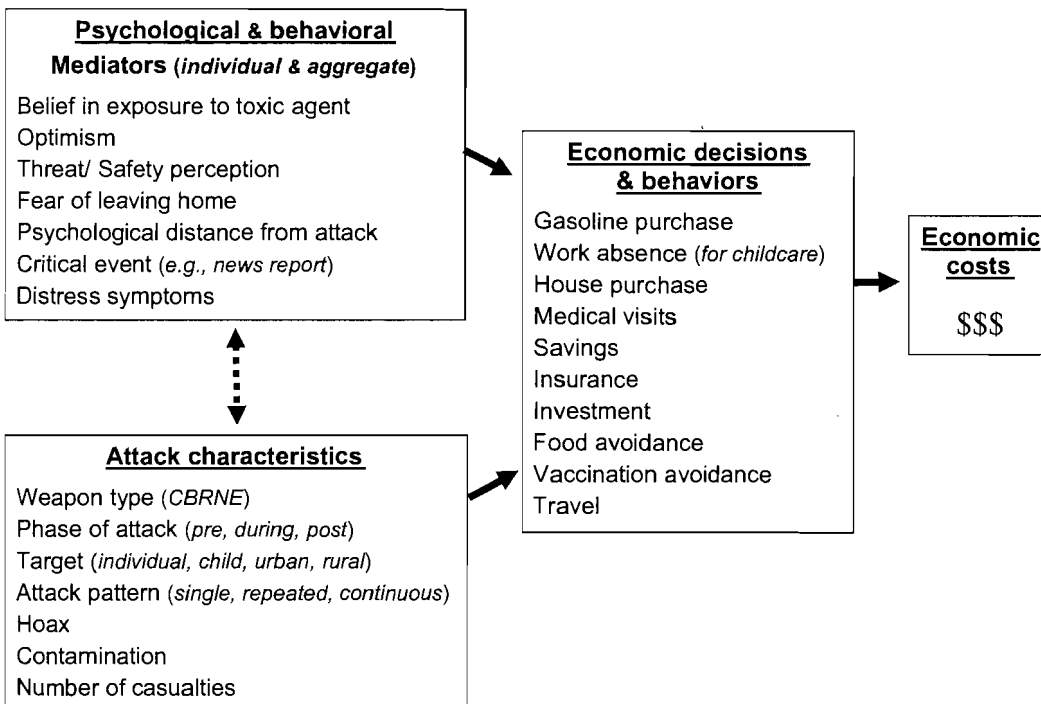 Psychological & behavioral
Mediators (individual & aggregate)
Belief in exposure to toxic agent
Optimism
Threat/ Safety perception
Fear of leaving home
Psychological distance from attack
Critical event (e.g., news report)
Distress symptoms
Attack characteristics
Weapon type (CBRNE)
Phase of attack (pre, during, post)
Target (individual, child, urban, rural)
Attack pattern (single, repeated, continuous)
Hoax
Contamination
Number of casualties
Economic decisions
& behaviors
Gasoline purchase
Work absence (for childcare)
House purchase
Medical visits
Savings
Insurance
Investment
Food avoidance
Vaccination avoidance
Travel
Economic
costs
$$$